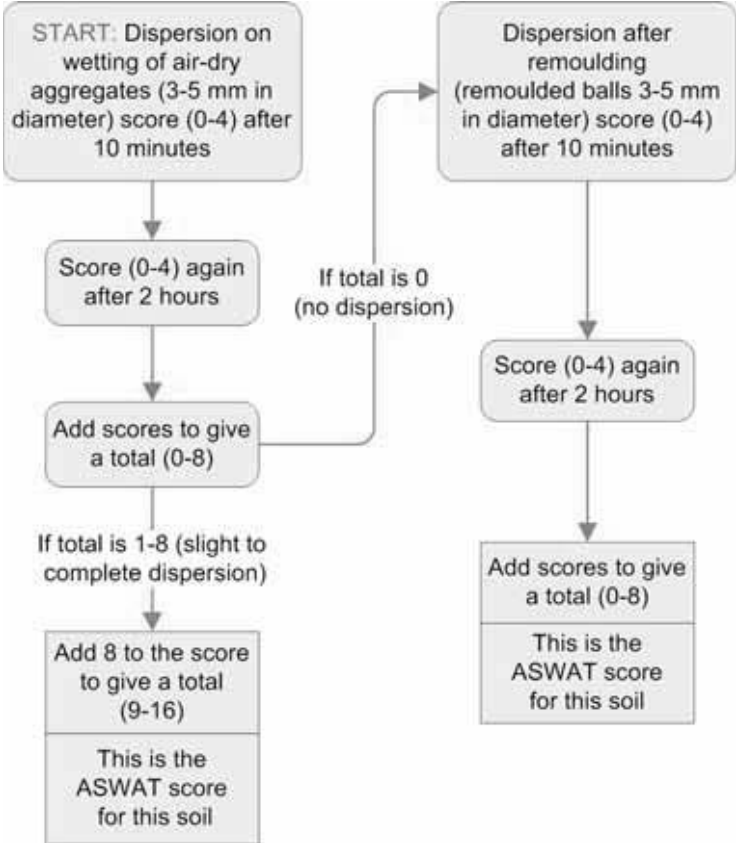 START: Dispersion on
wetting of air-dry
aggregates (3-5 mm in
diameter) score (0-4) after
10 minutes
Score (0-4) again
after 2 hours
Add scores to give
a total (0-8)
If total is 1-8 (slight to
complete dispersion)
Add 8 to the score
to give a total
(9-16)
This is the
ASWAT score
for this soil
If total is 0
(no dispersion)
Dispersion after
remoulding
(remoulded balls 3-5 mm
in diameter) score (0-4)
after 10 minutes
Score (0-4) again
after 2 hours
Add scores to give
a total (0-8)
This is the
ASWAT score
for this soil